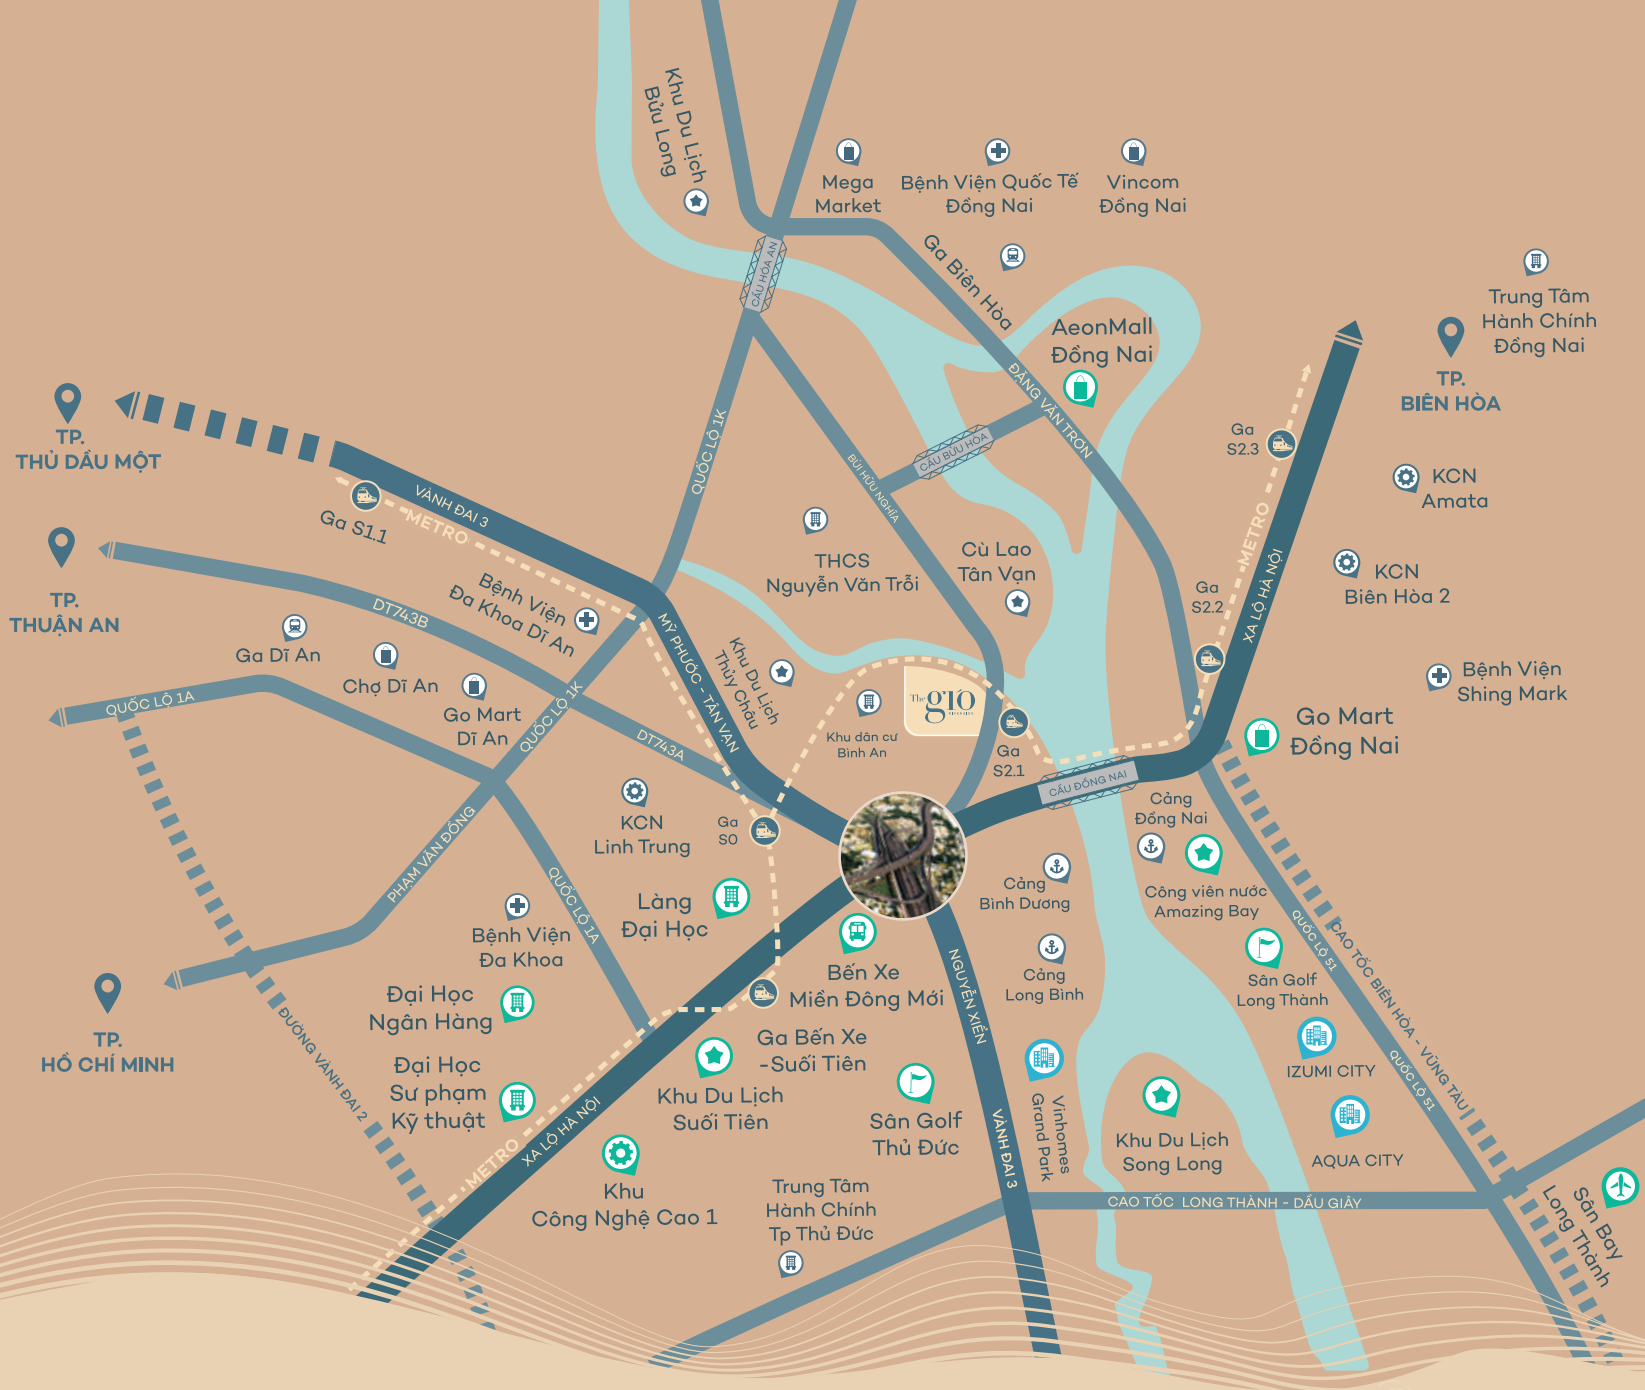 Khu Du Lịch
Bửu Long
Mega
Market
Bệnh Viện Quốc Tế
Đồng Nai
Vincom
Đồng Nai
CẦU HÓA AN
Ga Biên Hòa
Trung Tâm
Hành Chính
Đồng Nai
AeonMall
Đồng Nai
TP.
BIÊN HÒA
TP.
THỦ DẦU MỘT
ĐẶNG VĂN TRƠN
QUỐC LỘ 1K
CẦU BỬU HÒA
BÙI HỮU NGHĨA
Ga
S2.3
KCN
Amata
VÀNH ĐAI 3
METRO
Ga S1.1
METRO
XA LỘ HÀ NỘI
THCS
Nguyễn Văn Trỗi
Cù Lao
Tân Vạn
KCN
Biên Hòa 2
TP.
THUẬN AN
DT743B
Bệnh Viện
Đa Khoa Dĩ An
Ga
S2.2
Ga Dĩ An
Chợ Dĩ An
Go Mart
Dĩ An
QUỐC LỘ 1A
QUỐC LỘ 1K
MỸ PHƯỚC - TÂN VẠN
Khu Du Lịch
Thủy Châu
Bệnh Viện
Shing Mark
The gió
Khu dân cư
Bình An
DT743A
Go Mart
Đồng Nai
Ga
S2.1
CẦU ĐỒNG NAI
KCN
Linh Trung
Ga
S0
Cảng
Đồng Nai
PHẠM VĂN ĐỒNG
QUỐC LỘ 1A
Cảng
Bình Dương
Công viên nước
Amazing Bay
Làng
Đại Học
Bệnh Viện
Đa Khoa
QUỐC LỘ 51
CAO TỐC BIÊN HÒA - VŨNG TÀU
NGUYỄN XIỂN
Bến Xe
Miền Đông Mới
Cảng
Long Bình
Sân Golf
Long Thành
Đại Học
Ngân Hàng
TP.
HỒ CHÍ MINH
ĐƯỜNG VÀNH ĐAI 2
Ga Bến Xe
-Suối Tiên
Đại Học
Sư phạm
Kỹ thuật
Khu Du Lịch
Suối Tiên
IZUMI CITY
QUỐC LỘ 51
Sân Golf
Thủ Đức
Vinhomes
Grand Park
Khu Du Lịch
Song Long
AQUA CITY
METRO
XA LỘ HÀ NỘI
VÀNH ĐAI 3
Khu
Công Nghệ Cao 1
Trung Tâm
Hành Chính
Tp Thủ Đức
CAO TỐC LONG THÀNH - DẦU GIÂY
Sân Bay
Long Thành